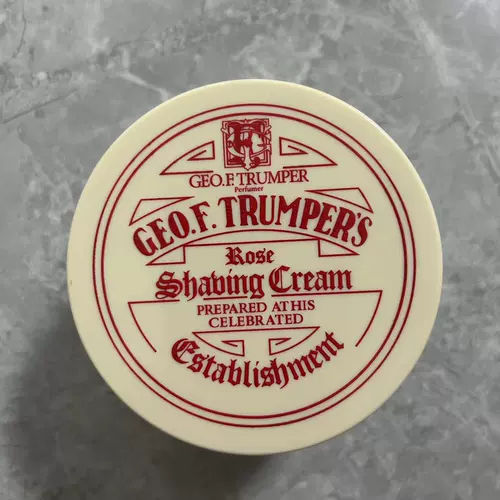 GEO.F. TRUMPER
Perfumer
GEO.F. TRUMPER'S
Rose
Shaving Cream
PREPARED AT HIS
CELEBRATED
Establishment